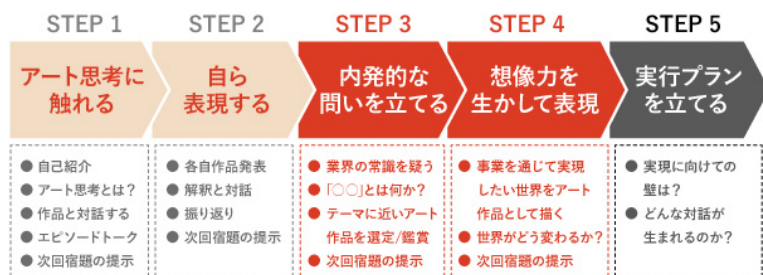 STEP 1
アート思考に
触れる
● 自己紹介
● アート思考とは？
● 作品と対話する
● エピソードトーク
● 次回宿題の提示
STEP 2
自ら
表現する
● 各自作品発表
● 解釈と対話
● 振り返り
● 次回宿題の提示
STEP 3
内発的な
問いを立てる
● 業界の常識を疑う
● 「○○」とは何か？
● テーマに近いアート
作品を選定/鑑賞
● 次回宿題の提示
STEP 4
想像力を
生かして表現
● 事業を通じて実現
したい世界をアート
作品として描く
● 世界がどう変わるか？
● 次回宿題の提示
STEP 5
実行プラン
を立てる
● 実現に向けての
壁は？
● どんな対話が
生まれるのか？